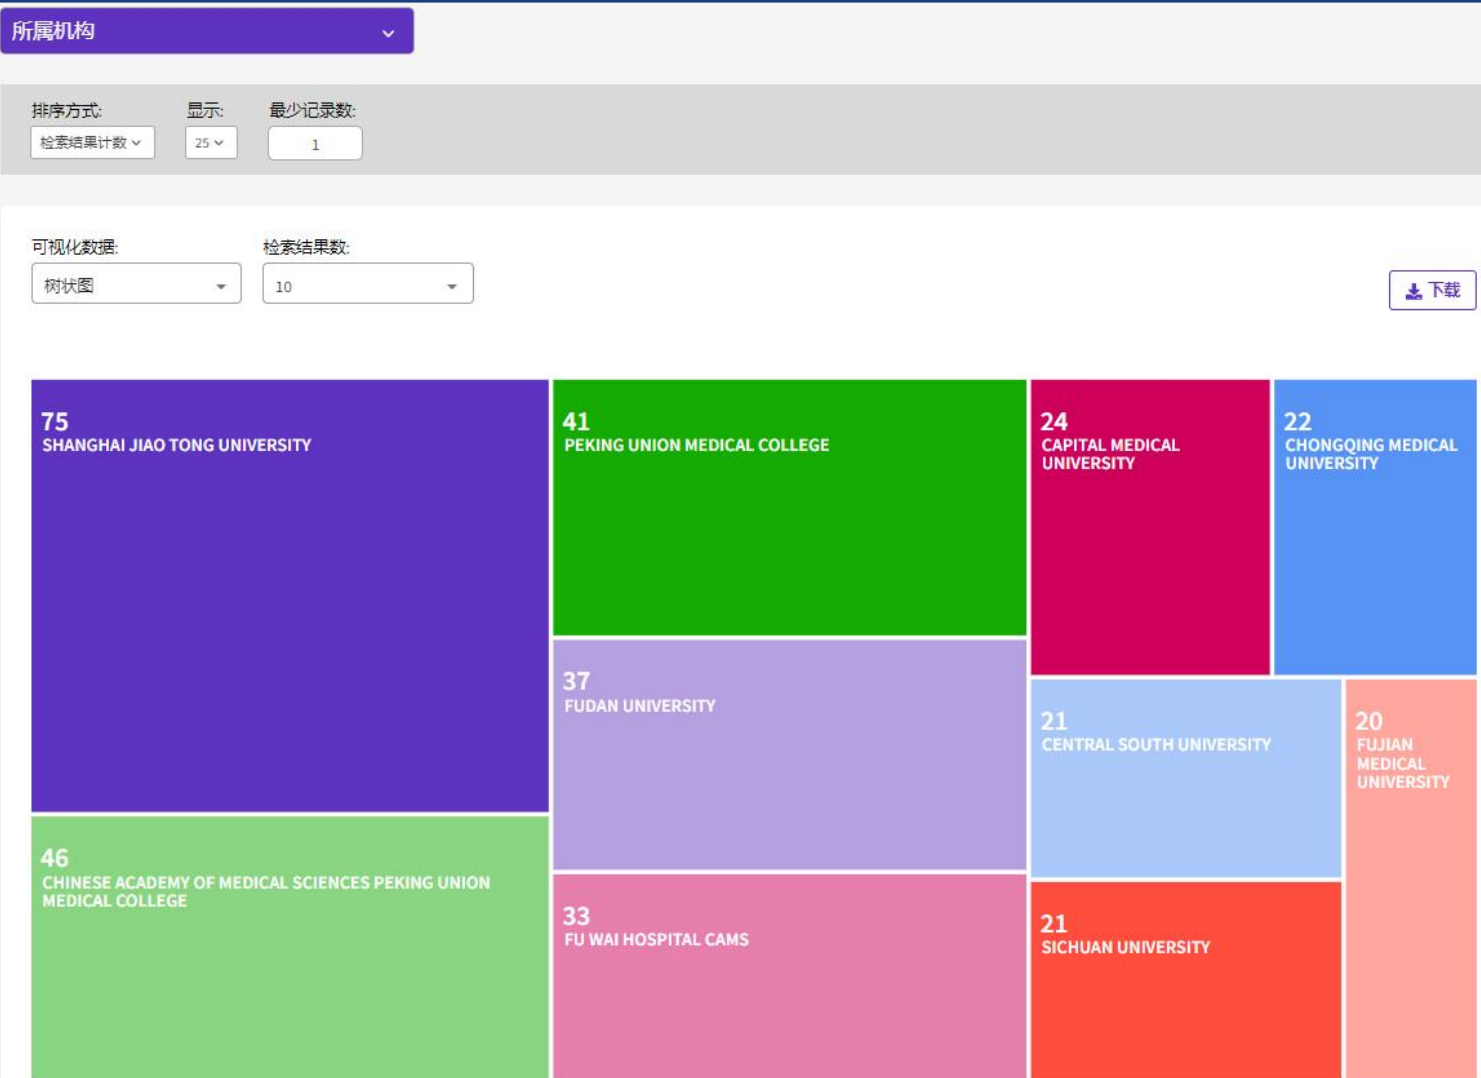 所属机构
排序方式: 显示: 最少记录数:
检索结果计数 25 1
可视化数据: 检索结果数:
树状图 10
下载
75
SHANGHAI JIAO TONG UNIVERSITY
46
CHINESE ACADEMY OF MEDICAL SCIENCES PEKING UNION
MEDICAL COLLEGE
41
PEKING UNION MEDICAL COLLEGE
37
FUDAN UNIVERSITY
33
FU WAI HOSPITAL CAMS
24
CAPITAL MEDICAL
UNIVERSITY
22
CHONGQING MEDICAL
UNIVERSITY
21
CENTRAL SOUTH UNIVERSITY
20
FUJIAN
MEDICAL
UNIVERSITY
21
SICHUAN UNIVERSITY